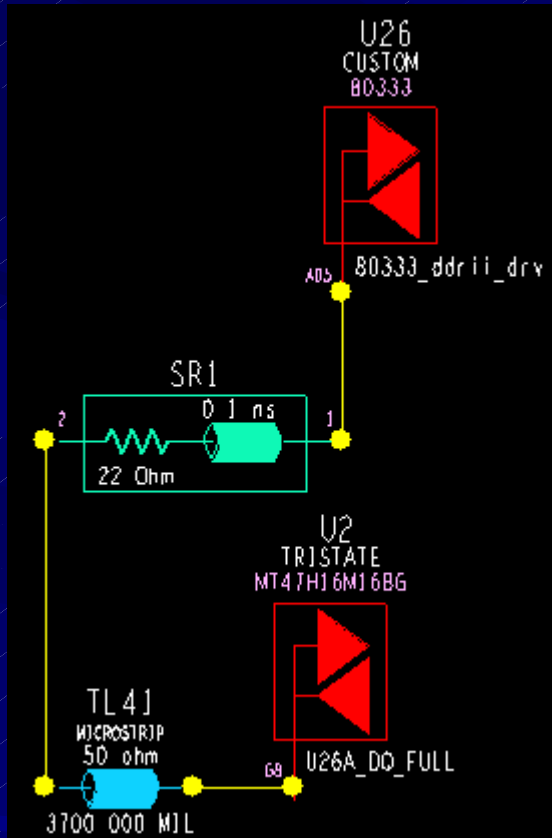 U26
CUSTOM
80333
AD5
80333_ddrii_drv
SR1
2
0 1 ns
1
22 Ohm
U2
TRISTATE
MT47H16M16BG
TL41
MICROSTRIP
50 ohm
G8
U26A_DQ_FULL
3700 000 MIL